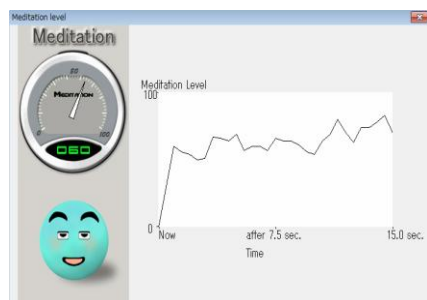 Meditation level
Meditation
50
MEDITATION
0
100
060
Meditation Level
100
0
Now
after 7.5 sec.
15.0 sec.
Time